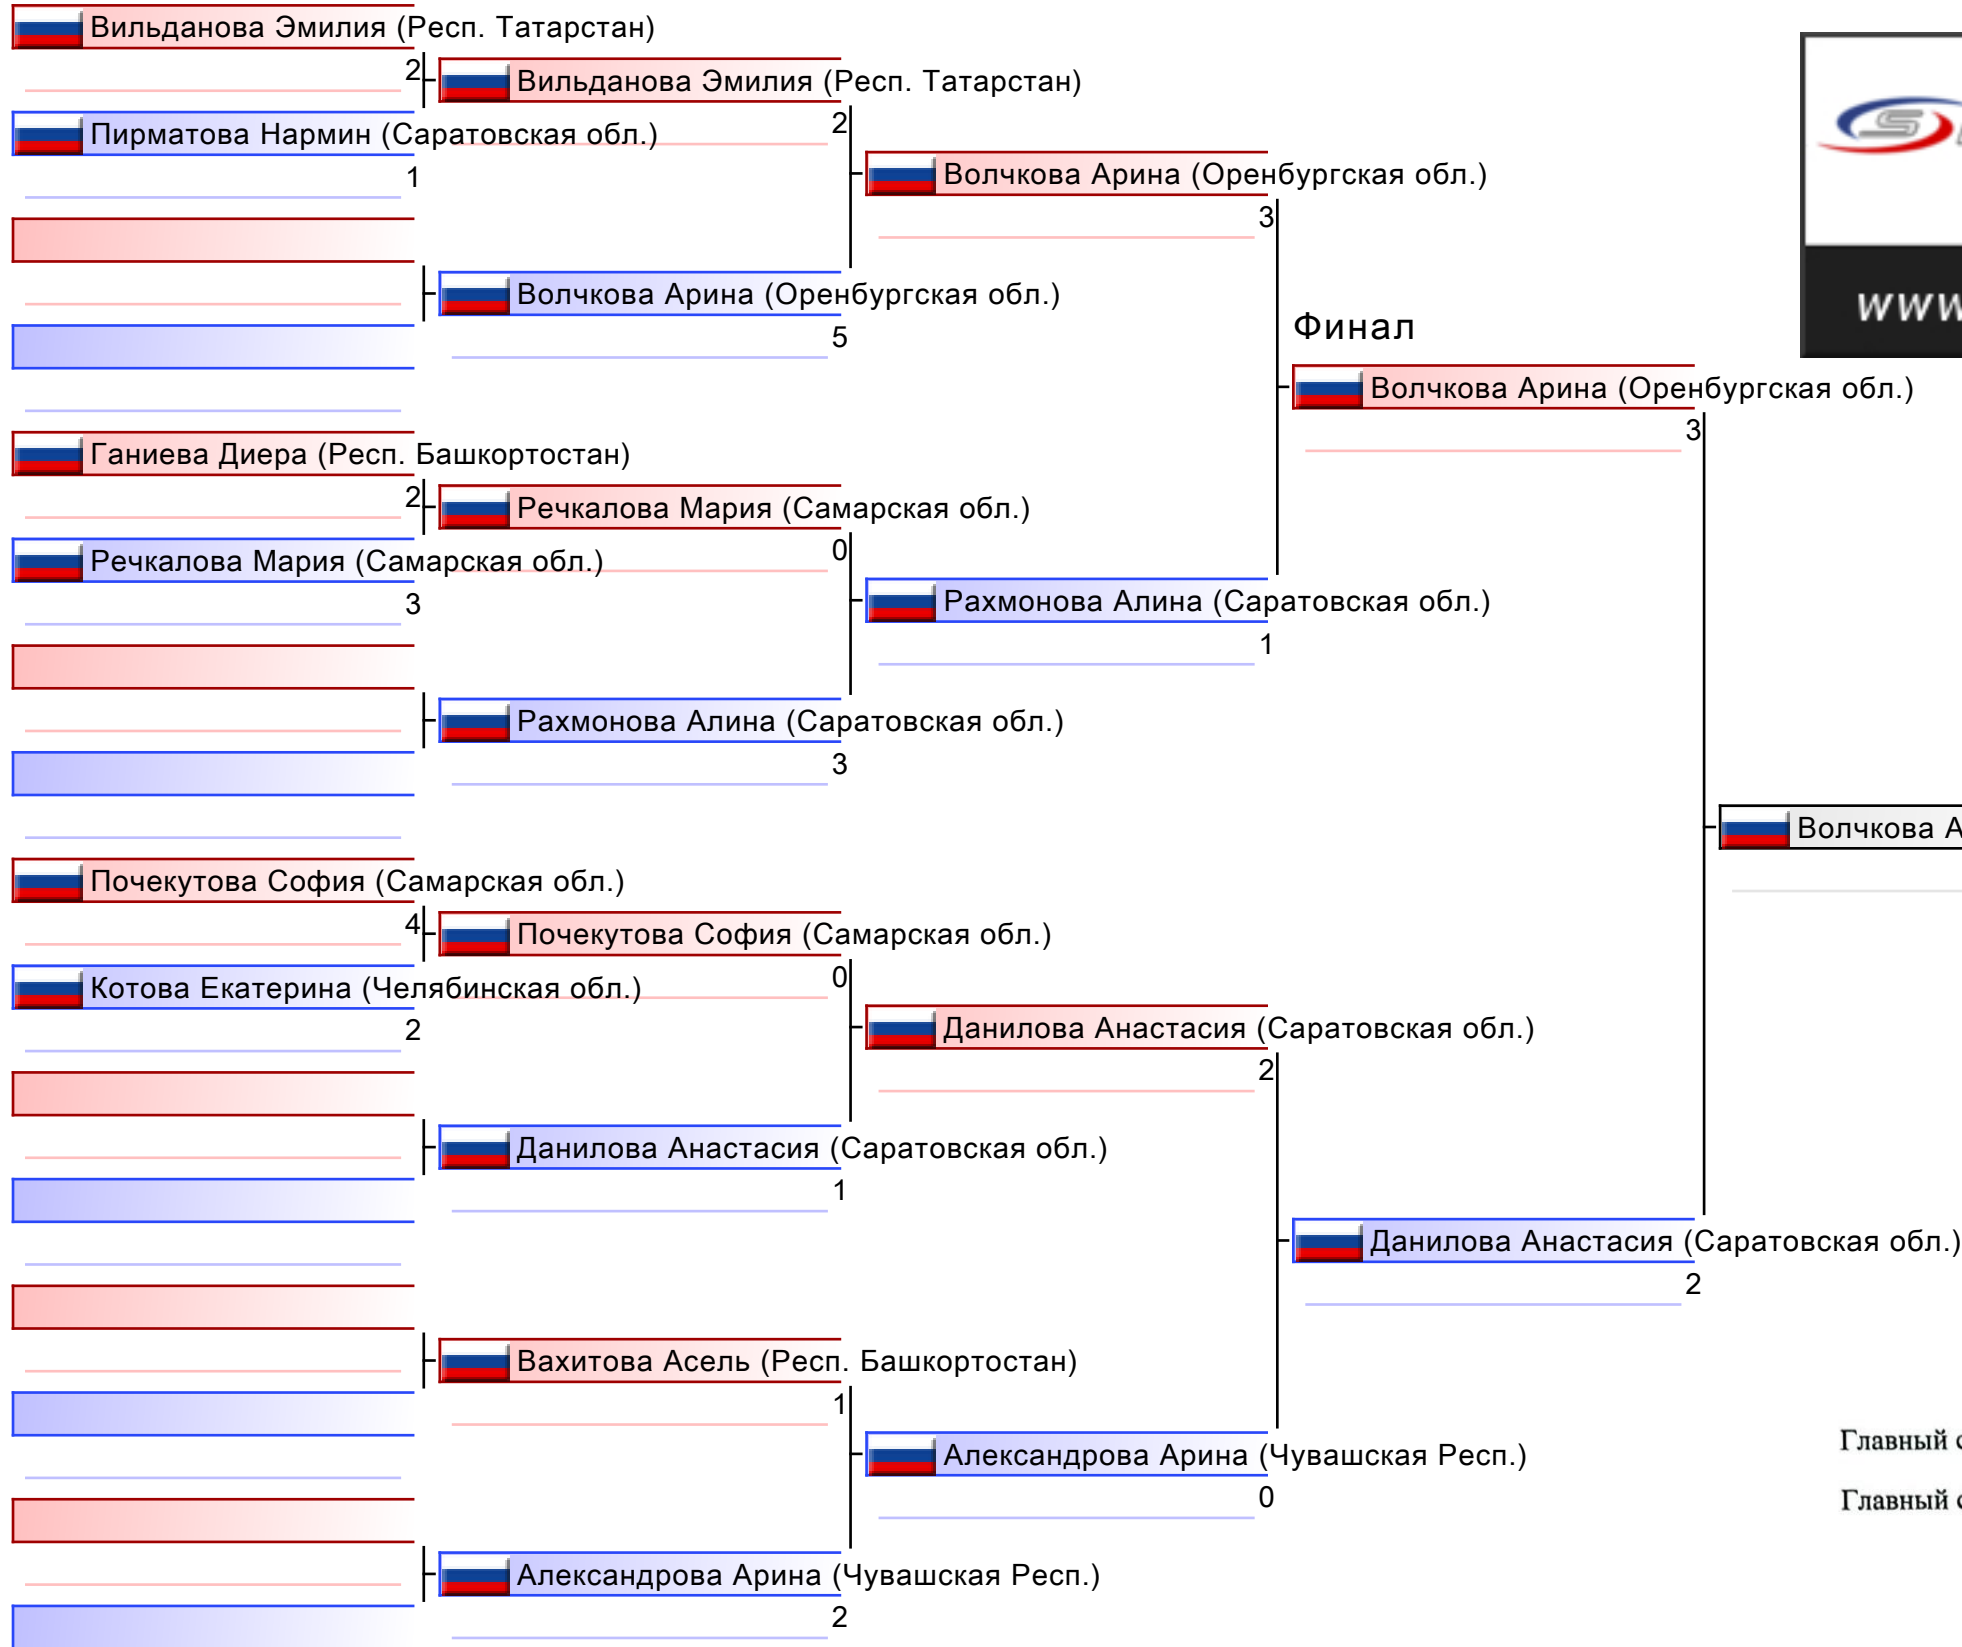 Вильданова Эмилия (Респ. Татарстан)
2
Вильданова Эмилия (Респ. Татарстан)
2
Пирматова Нармин (Саратовская обл.)
1
Волчкова Арина (Оренбургская обл.)
3
Волчкова Арина (Оренбургская обл.)
5
Финал
WWW
Волчкова Арина (Оренбургская обл.)
3
Ганиева Диера (Респ. Башкортостан)
2
Речкалова Мария (Самарская обл.)
0
Речкалова Мария (Самарская обл.)
3
Рахмонова Алина (Саратовская обл.)
1
Рахмонова Алина (Саратовская обл.)
3
Волчкова А
Почекутова София (Самарская обл.)
4
Почекутова София (Самарская обл.)
0
Котова Екатерина (Челябинская обл.)
2
Данилова Анастасия (Саратовская обл.)
2
Данилова Анастасия (Саратовская обл.)
1
Данилова Анастасия (Саратовская обл.)
2
Вахитова Асель (Респ. Башкортостан)
1
Александрова Арина (Чувашская Респ.)
0
Главный
Главный
Александрова Арина (Чувашская Респ.)
2